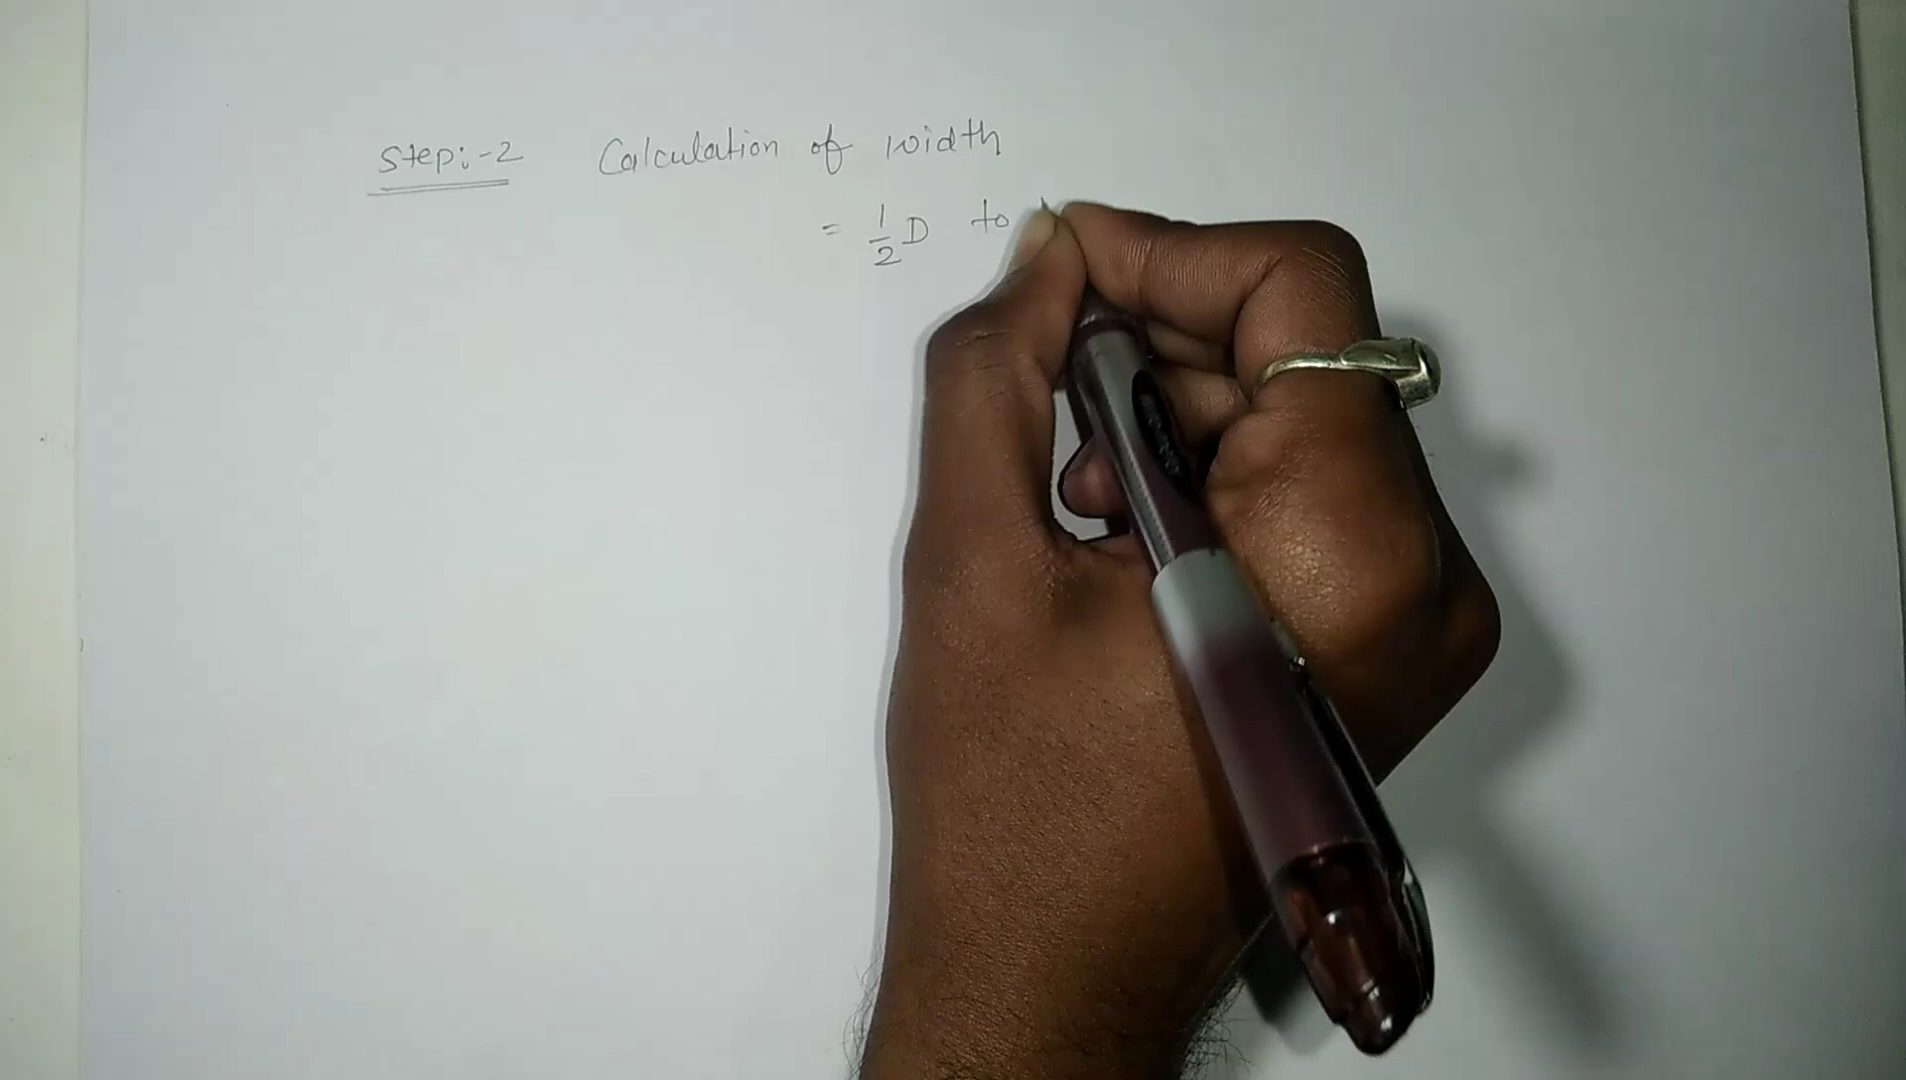 Step:-2 Calculation of width
= 1/2 D to